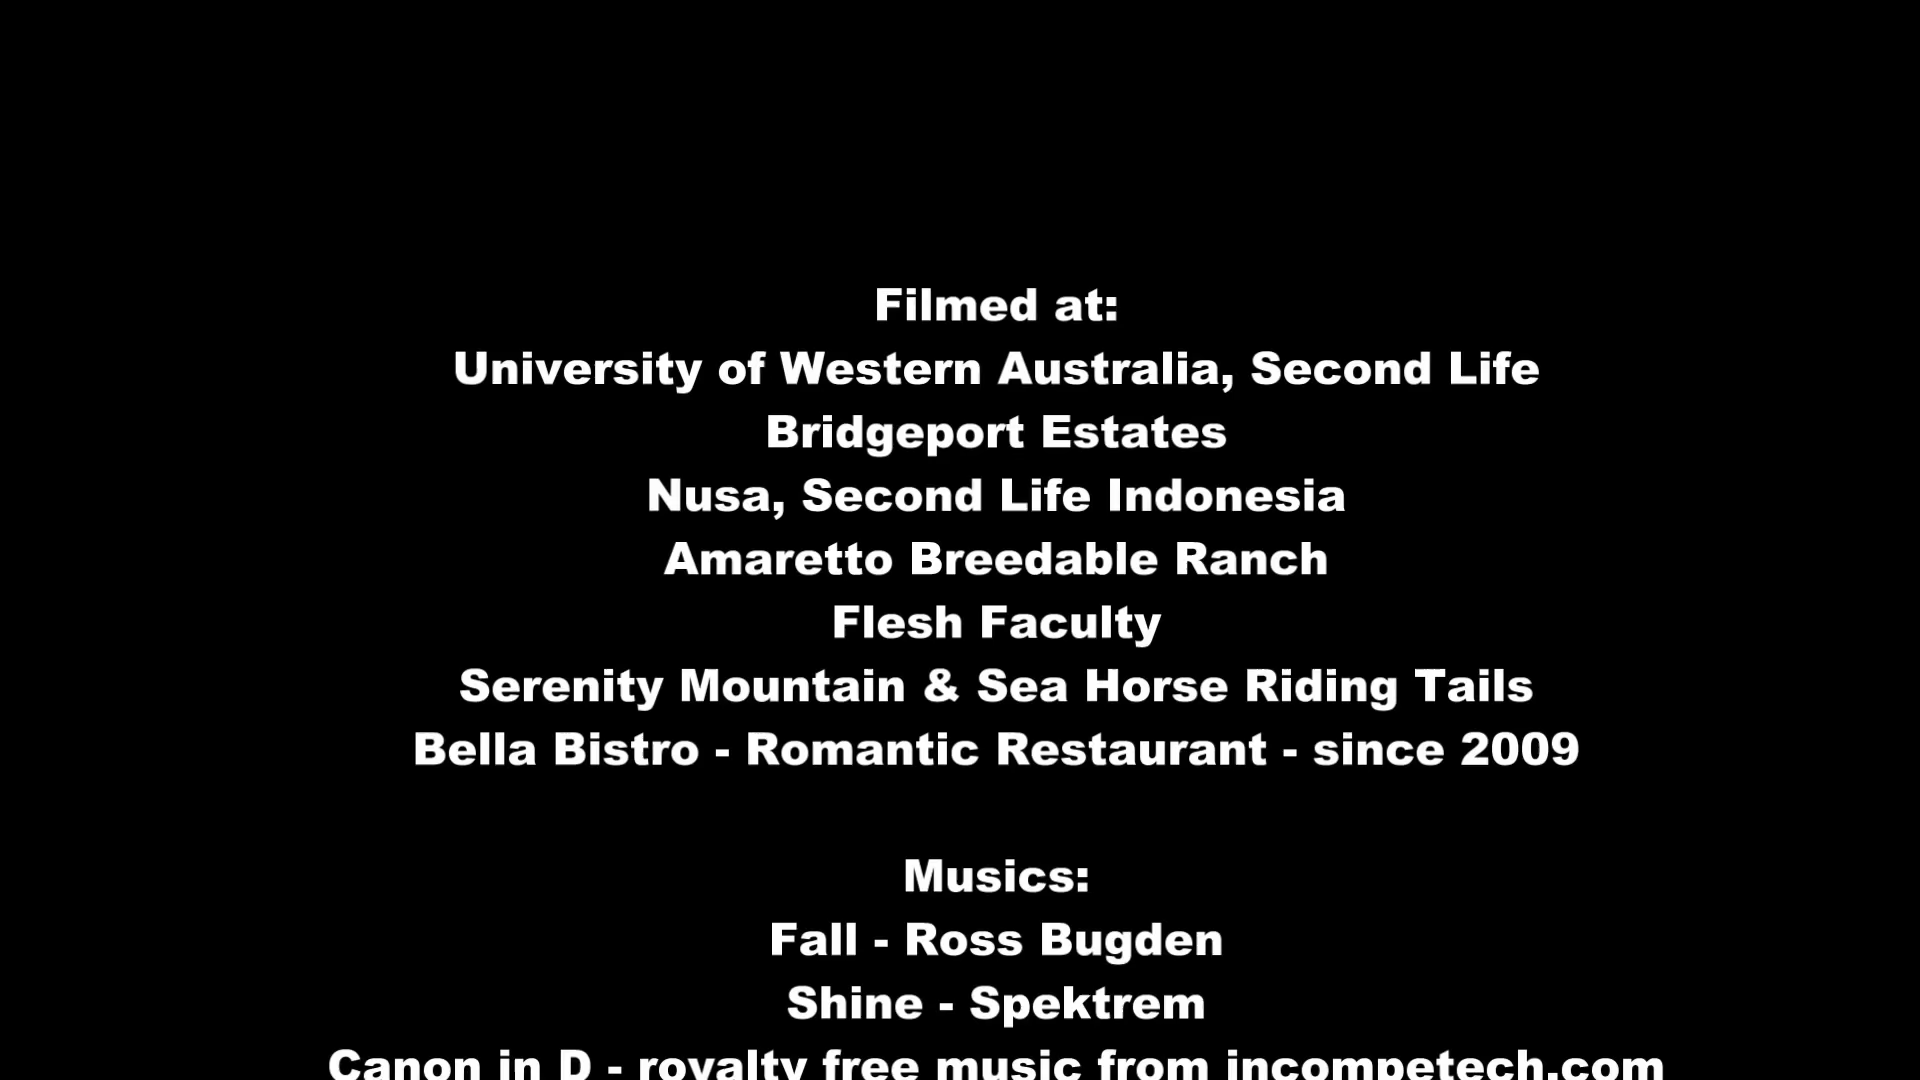 Filmed at:
University of Western Australia, Second Life
Bridgeport Estates
Nusa, Second Life Indonesia
Amaretto Breedable Ranch
Flesh Faculty
Serenity Mountain & Sea Horse Riding Tails
Bella Bistro - Romantic Restaurant - since 2009
Musics:
Fall - Ross Bugden
Shine - Spektrem
Canon in D - royalty free music from incompetech.com